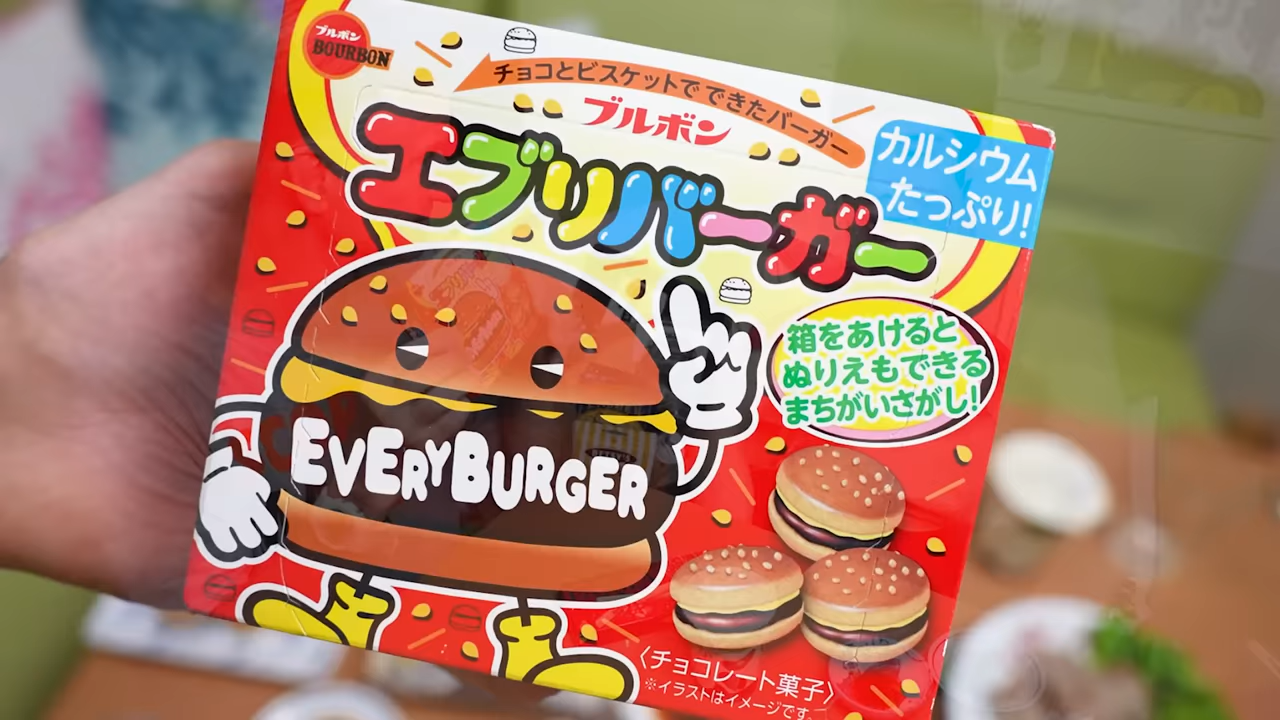 ブルボン
BOURBON
チョコとビスケットでできたバーガー
ブルボン
エブリバーガー
カルシウム
たっぷり!
箱をあけると
ぬりえもできる
まちがいさがし!
EVERYBURGER
〈チョコレート菓子〉
※イラストはイメージです。